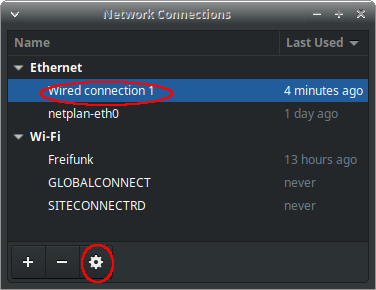 Network Connections
Name Last Used
Ethernet
Wired connection 1 4 minutes ago
netplan-eth0 1 day ago
Wi-Fi
Freifunk 13 hours ago
GLOBALCONNECT never
SITECONNECTRD never